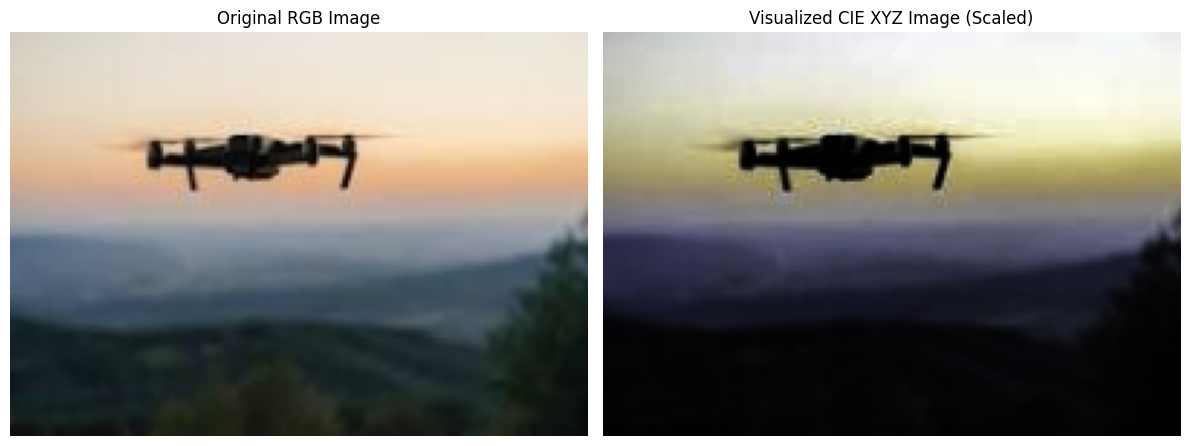 Original RGB Image
Visualized CIE XYZ Image (Scaled)